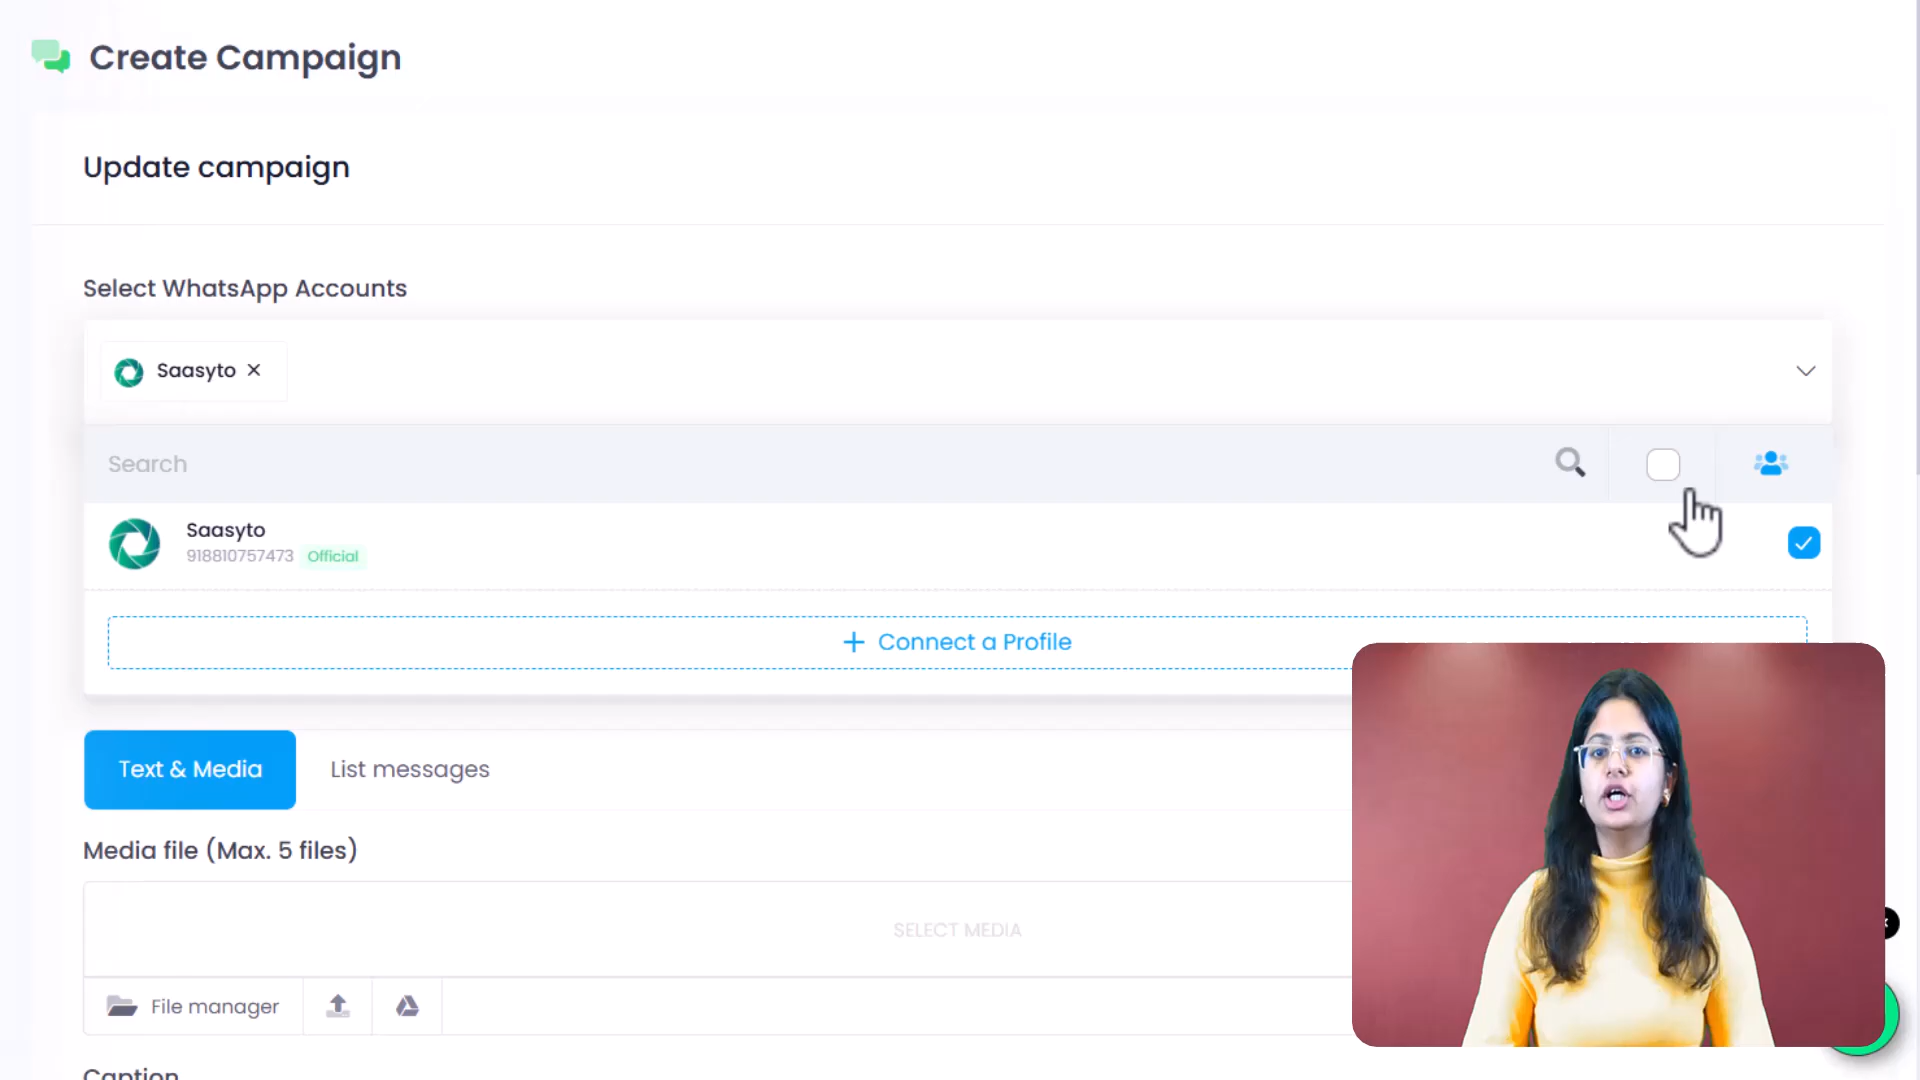 Create Campaign
Update campaign
Select WhatsApp Accounts
Saasyto
Search
Saasyto
918810757473 Official
+ Connect a Profile
Text & Media List messages
Media file (Max. 5 files)
SELECT MEDIA
File manager
Caption